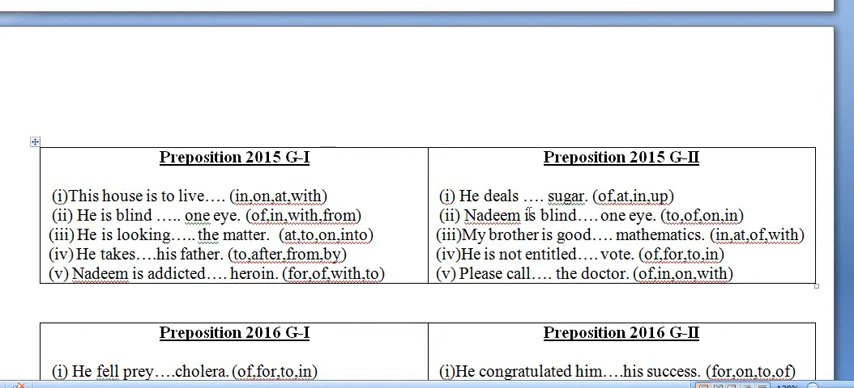 Preposition 2015 G-I
(i)This house is to live…. (in,on,at,with)
(ii) He is blind ….. one eye. (of,in,with,from)
(iii) He is looking…..the matter. (at,to,on,into)
(iv) He takes….his father. (to,after,from,by)
(v) Nadeem is addicted…. heroin. (for,of,with,to)
Preposition 2015 G-II
(i) He deals …. sugar. (of,at,in,up)
(ii) Nadeem is blind….one eye. (to,of,on,in)
(iii)My brother is good…. mathematics. (in,at,of,with)
(iv)He is not entitled….vote. (of,for,to,in)
(v) Please call…. the doctor. (of,in,on,with)
Preposition 2016 G-I
(i) He fell prey….cholera. (of,for,to,in)
Preposition 2016 G-II
(i)He congratulated him….his success. (for,on,to,of)